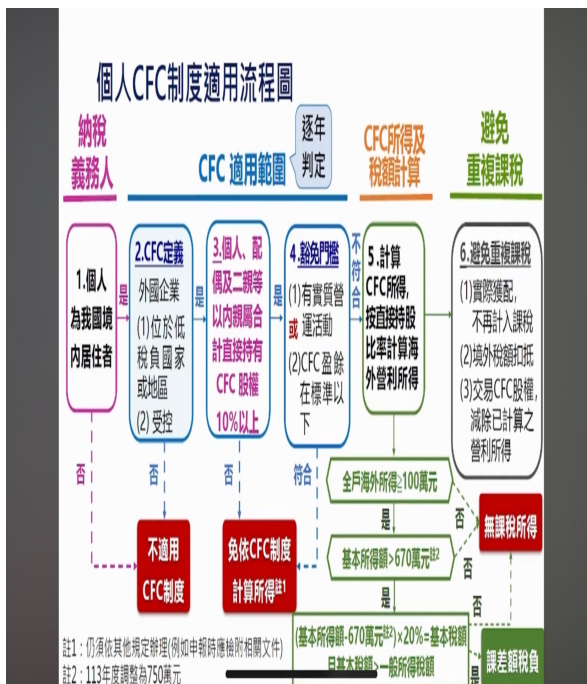 個人CFC制度適用流程圖
納稅
義務人
CFC 適用範圍
逐年
判定
CFC所得及
稅額計算
避免
重複課稅
1.個人
為我國境
內居住者
是
2.CFC定義
外國企業
(1)位於低
稅負國家
或地區
(2) 受控
是
3.個人、配
偶及二親等
以內親屬合
計直接持有
CFC 股權
10%以上
是
4.豁免門檻
(1)有實質營
或 運活動
(2)CFC 盈餘
在標準以
下
不符合
5.計算
CFC所得,
按直接持股
比率計算海
外營利所得
6.避免重複課稅
(1)實際獲配,
不再計入課稅
(2)境外稅額扣抵
(3)交易CFC股權,
減除已計算之
營利所得
否
否
否
符合
不適用
CFC制度
免依CFC制度
計算所得註1
全戶海外所得≧100萬元
是
否
基本所得額>670萬元註2
是
否
無課稅所得
(基本所得額-670萬元註2)×20%=基本稅額
且基本稅額>一般所得稅額
否
是
課差額稅負
註1：仍須依其他規定辦理(例如申報時應檢附相關文件)
註2：113年度調整為750萬元